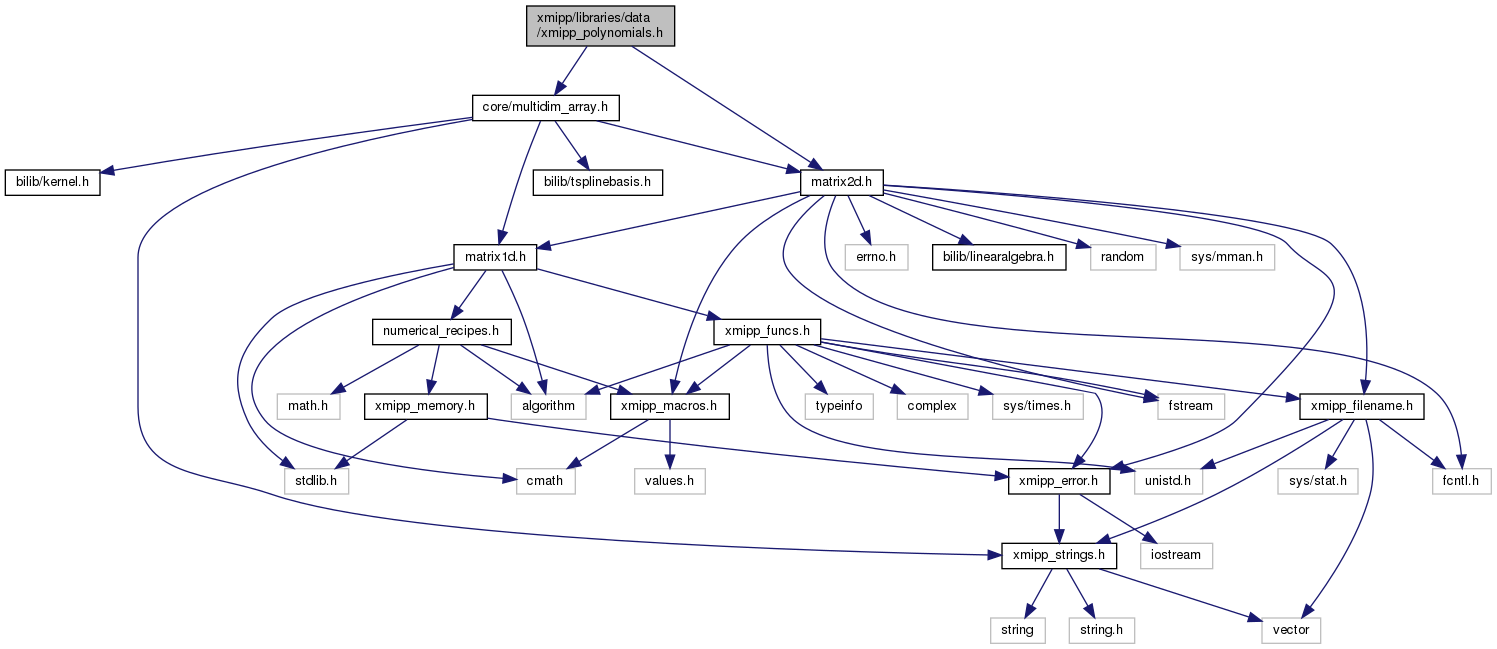 xmipp/libraries/data
/xmipp_polynomials.h
core/multidim_array.h
bilib/kernel.h
bilib/tsplinebasis.h
matrix2d.h
matrix1d.h
errno.h
bilib/linearalgebra.h
random
sys/mman.h
numerical_recipes.h
xmipp_funcs.h
math.h
xmipp_memory.h
algorithm
xmipp_macros.h
typeinfo
complex
sys/times.h
fstream
xmipp_filename.h
stdlib.h
cmath
values.h
xmipp_error.h
unistd.h
sys/stat.h
fcntl.h
xmipp_strings.h
iostream
string
string.h
vector